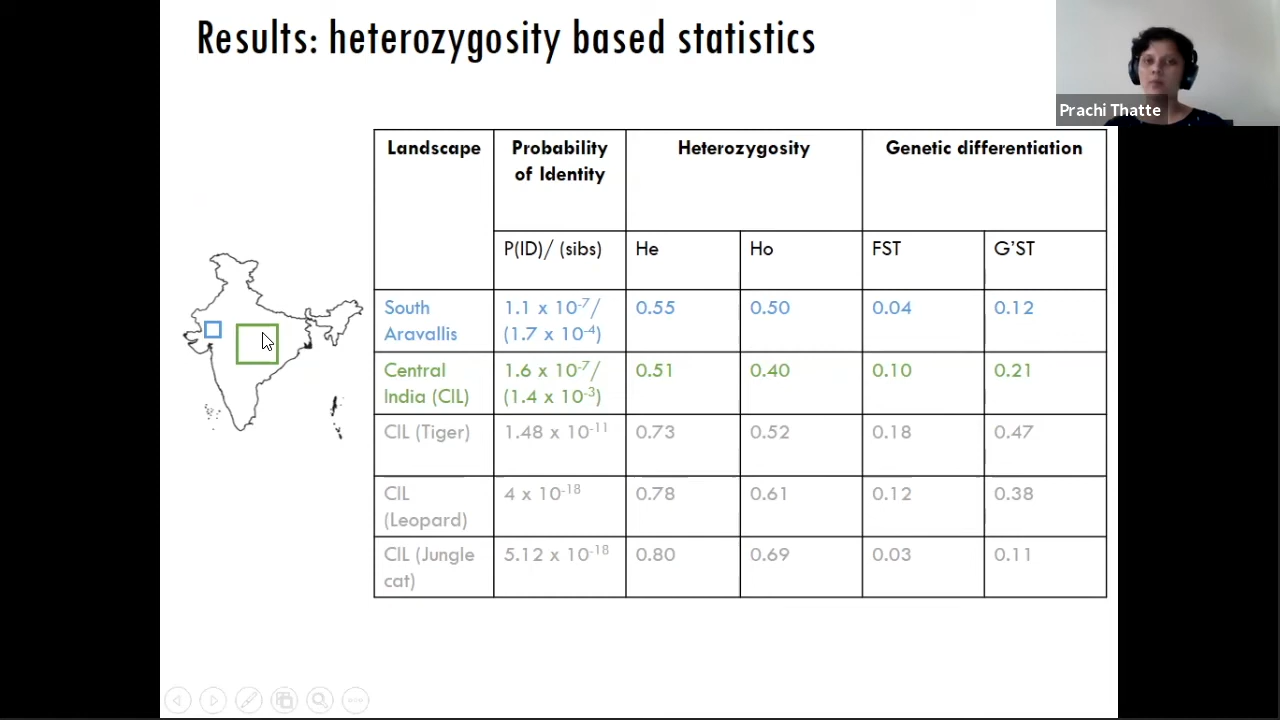 Results: heterozygosity based statistics
Prachi Thatte
Landscape
Probability
of Identity
Heterozygosity
Genetic differentiation
P(ID)/ (sibs)
He
Ho
FST
G’ST
South
Aravallis
1.1 x 10⁻⁷/
(1.7 x 10⁻⁴)
0.55
0.50
0.04
0.12
Central
India (CIL)
1.6 x 10⁻⁷/
(1.4 x 10⁻³)
0.51
0.40
0.10
0.21
CIL (Tiger)
1.48 x 10⁻¹¹
0.73
0.52
0.18
0.47
CIL
(Leopard)
4 x 10⁻¹⁸
0.78
0.61
0.12
0.38
CIL (Jungle
cat)
5.12 x 10⁻¹⁸
0.80
0.69
0.03
0.11